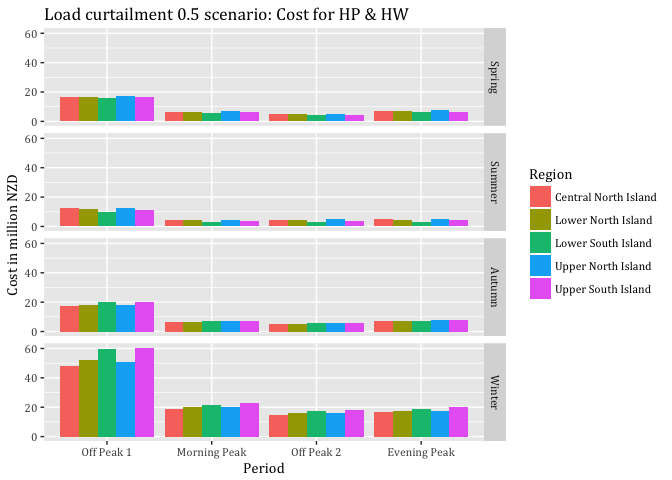 Load curtailment 0.5 scenario: Cost for HP & HW
Cost in million NZD
60
40
20
0
Spring
60
40
20
0
Summer
60
40
20
0
Autumn
60
40
20
0
Winter
Off Peak 1
Morning Peak
Off Peak 2
Evening Peak
Period
Region
Central North Island
Lower North Island
Lower South Island
Upper North Island
Upper South Island